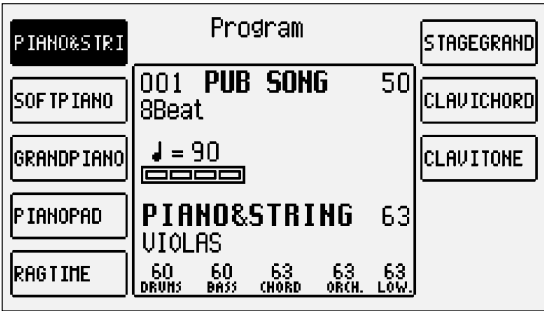 Program
PIANO&STRI
SOFTPIANO
GRANDPIANO
PIANOPAD
RAGTIME
001 PUB SONG 50
8Beat
♩ = 90
PIANO&STRING 63
VIOLAS
60 60 63 63 63
DRUMS BASS CHORD ORCH. LOW.
STAGEGRAND
CLAVICHORD
CLAVITONE